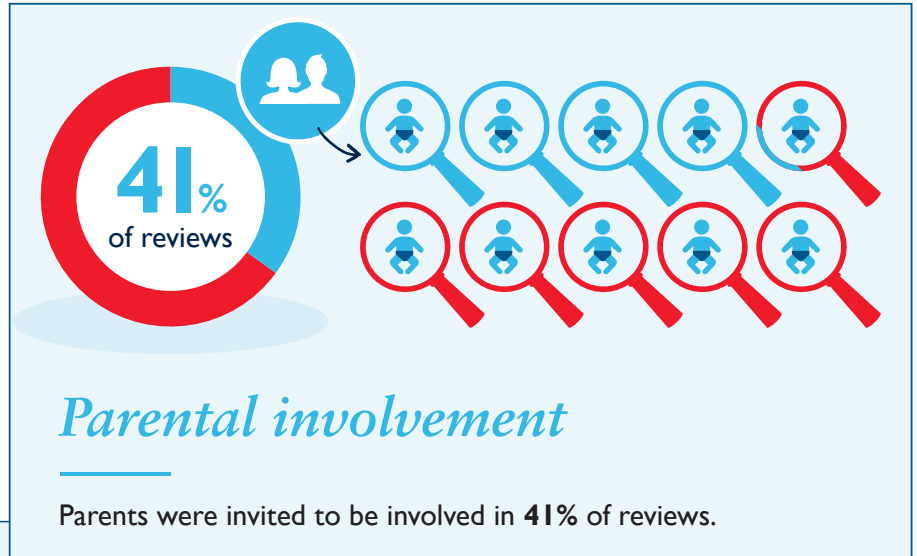 41%
of reviews
Parental involvement
Parents were invited to be involved in 41% of reviews.